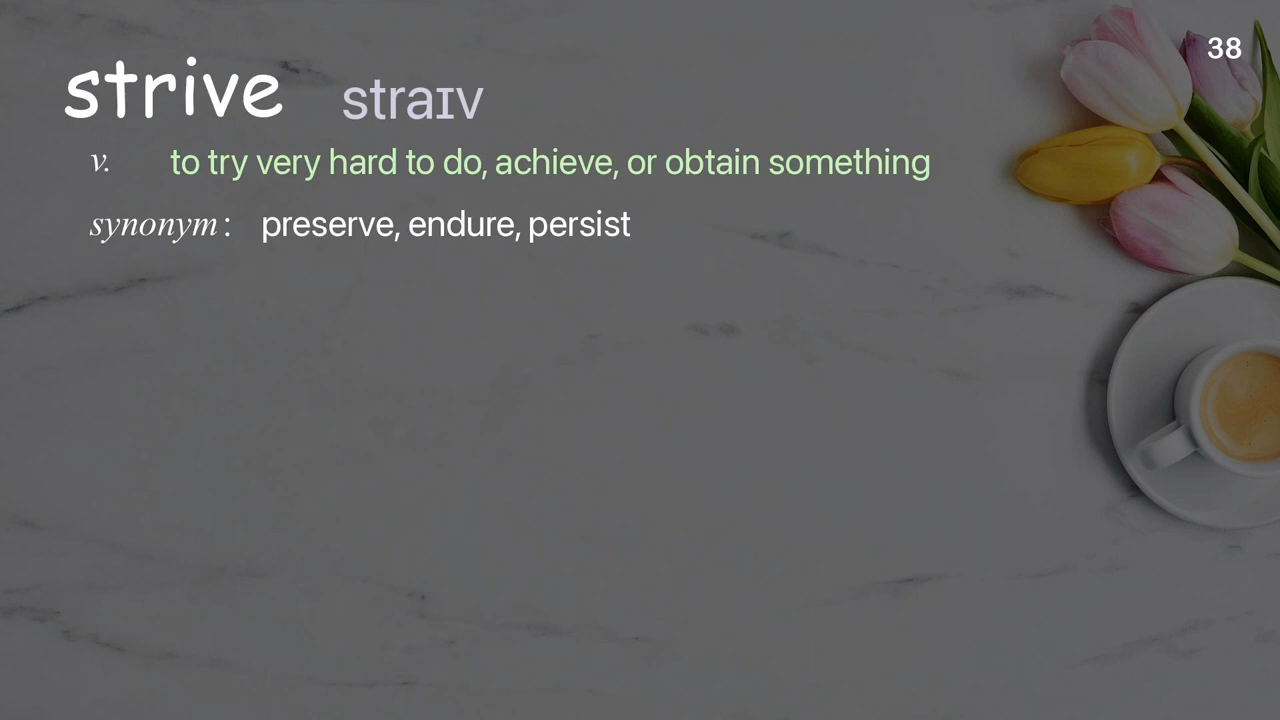 38
strive straɪv
v. to try very hard to do, achieve, or obtain something
synonym: preserve, endure, persist